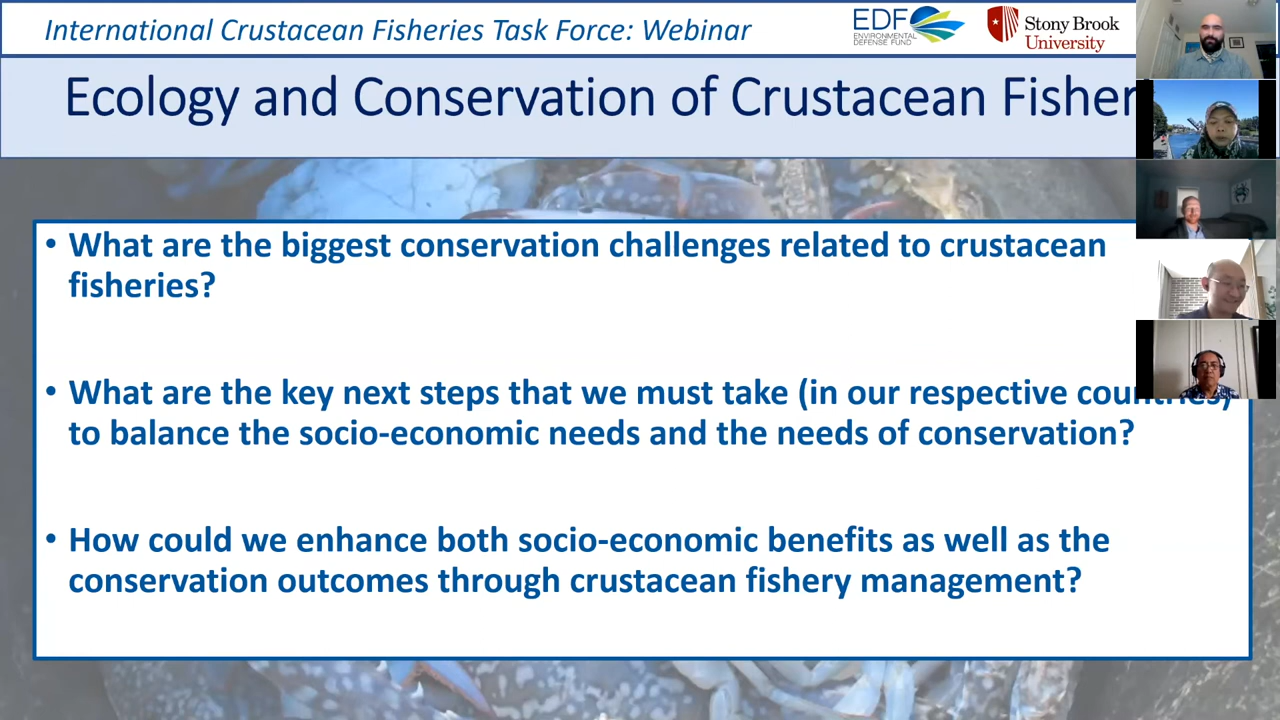 International Crustacean Fisheries Task Force: Webinar
EDF
ENVIRONMENTAL
DEFENSE FUND
Stony Brook
University
Ecology and Conservation of Crustacean Fisher
• What are the biggest conservation challenges related to crustacean
fisheries?
• What are the key next steps that we must take (in our respective countries)
to balance the socio-economic needs and the needs of conservation?
• How could we enhance both socio-economic benefits as well as the
conservation outcomes through crustacean fishery management?